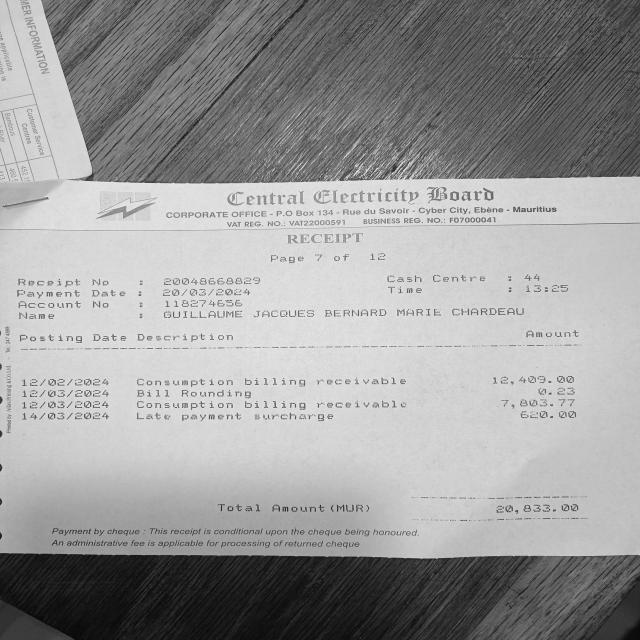 MER INFORMATION
Customer Service
Centres
Central Electricity Board
CORPORATE OFFICE - P.O Box 134 - Rue du Savoir - Cyber City, Ebène - Mauritius
VAT REG. NO.: VAT22000591 BUSINESS REG. NO.: F07000041
RECEIPT
Page 7 of 12
Receipt No : 20048668829 Cash Centre : 44
Payment Date : 20/03/2024 Time : 13:25
Account No : 118274656
Name : GUILLAUME JACQUES BERNARD MARIE CHARDEAU
Posting Date Description Amount
12/02/2024 Consumption billing receivable 12,409.00
12/03/2024 Bill Rounding 0.23
12/03/2024 Consumption billing receivable 7,803.77
14/03/2024 Late payment surcharge 620.00
Total Amount(MUR) 20,833.00
Payment by cheque : This receipt is conditional upon the cheque being honoured.
An administrative fee is applicable for processing of returned cheque